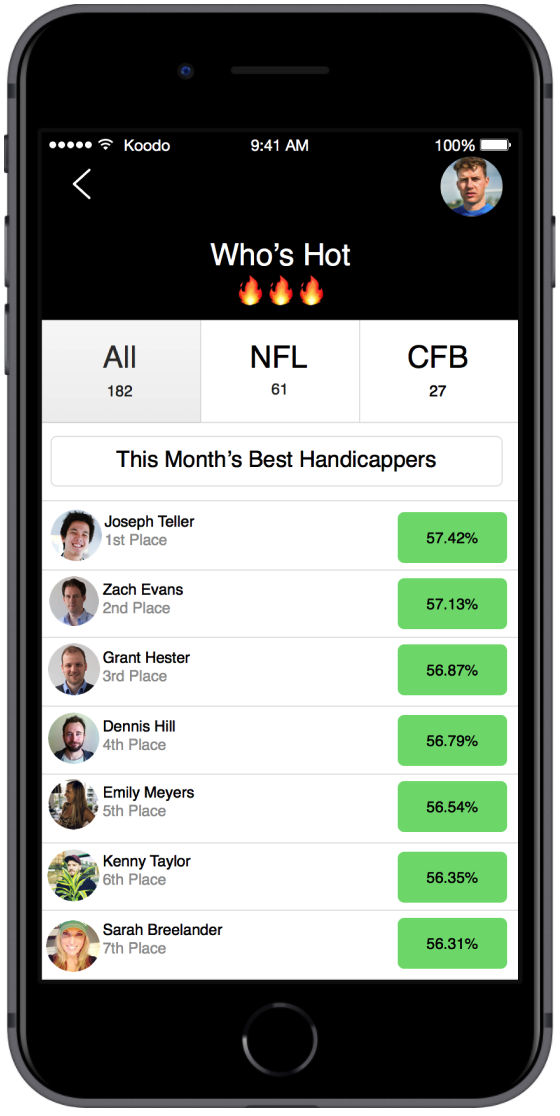 Koodo 9:41 AM 100%
Who's Hot
🔥🔥🔥
All NFL CFB
182 61 27
This Month's Best Handicappers
Joseph Teller
1st Place 57.42%
Zach Evans
2nd Place 57.13%
Grant Hester
3rd Place 56.87%
Dennis Hill
4th Place 56.79%
Emily Meyers
5th Place 56.54%
Kenny Taylor
6th Place 56.35%
Sarah Breelander
7th Place 56.31%